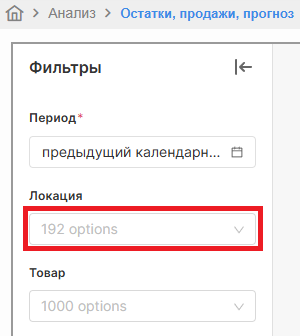 Анализ > Остатки, продажи, прогноз
Фильтры
Период*
предыдущий календарн...
Локация
192 options
Товар
1000 options